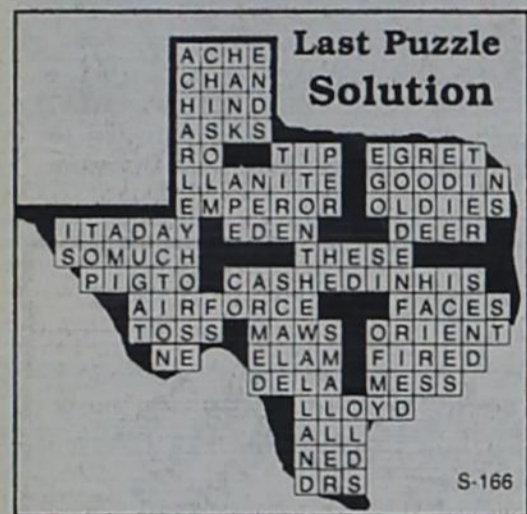 Last Puzzle
Solution
ACHE
CHAN
HIND
ASKS
RO TIP EGRET
LLANITE GOODIN
EMPEROR OLDIES
ITADAY EDEN DEER
SOMUCH THESE
PIGTO CASHEDINHIS
AIRFORCE FACES
TOSS MAWS ORIENT
NE ELAM FIRED
DELA MESS
LLOYD
ALL
NED
DRS
S-166